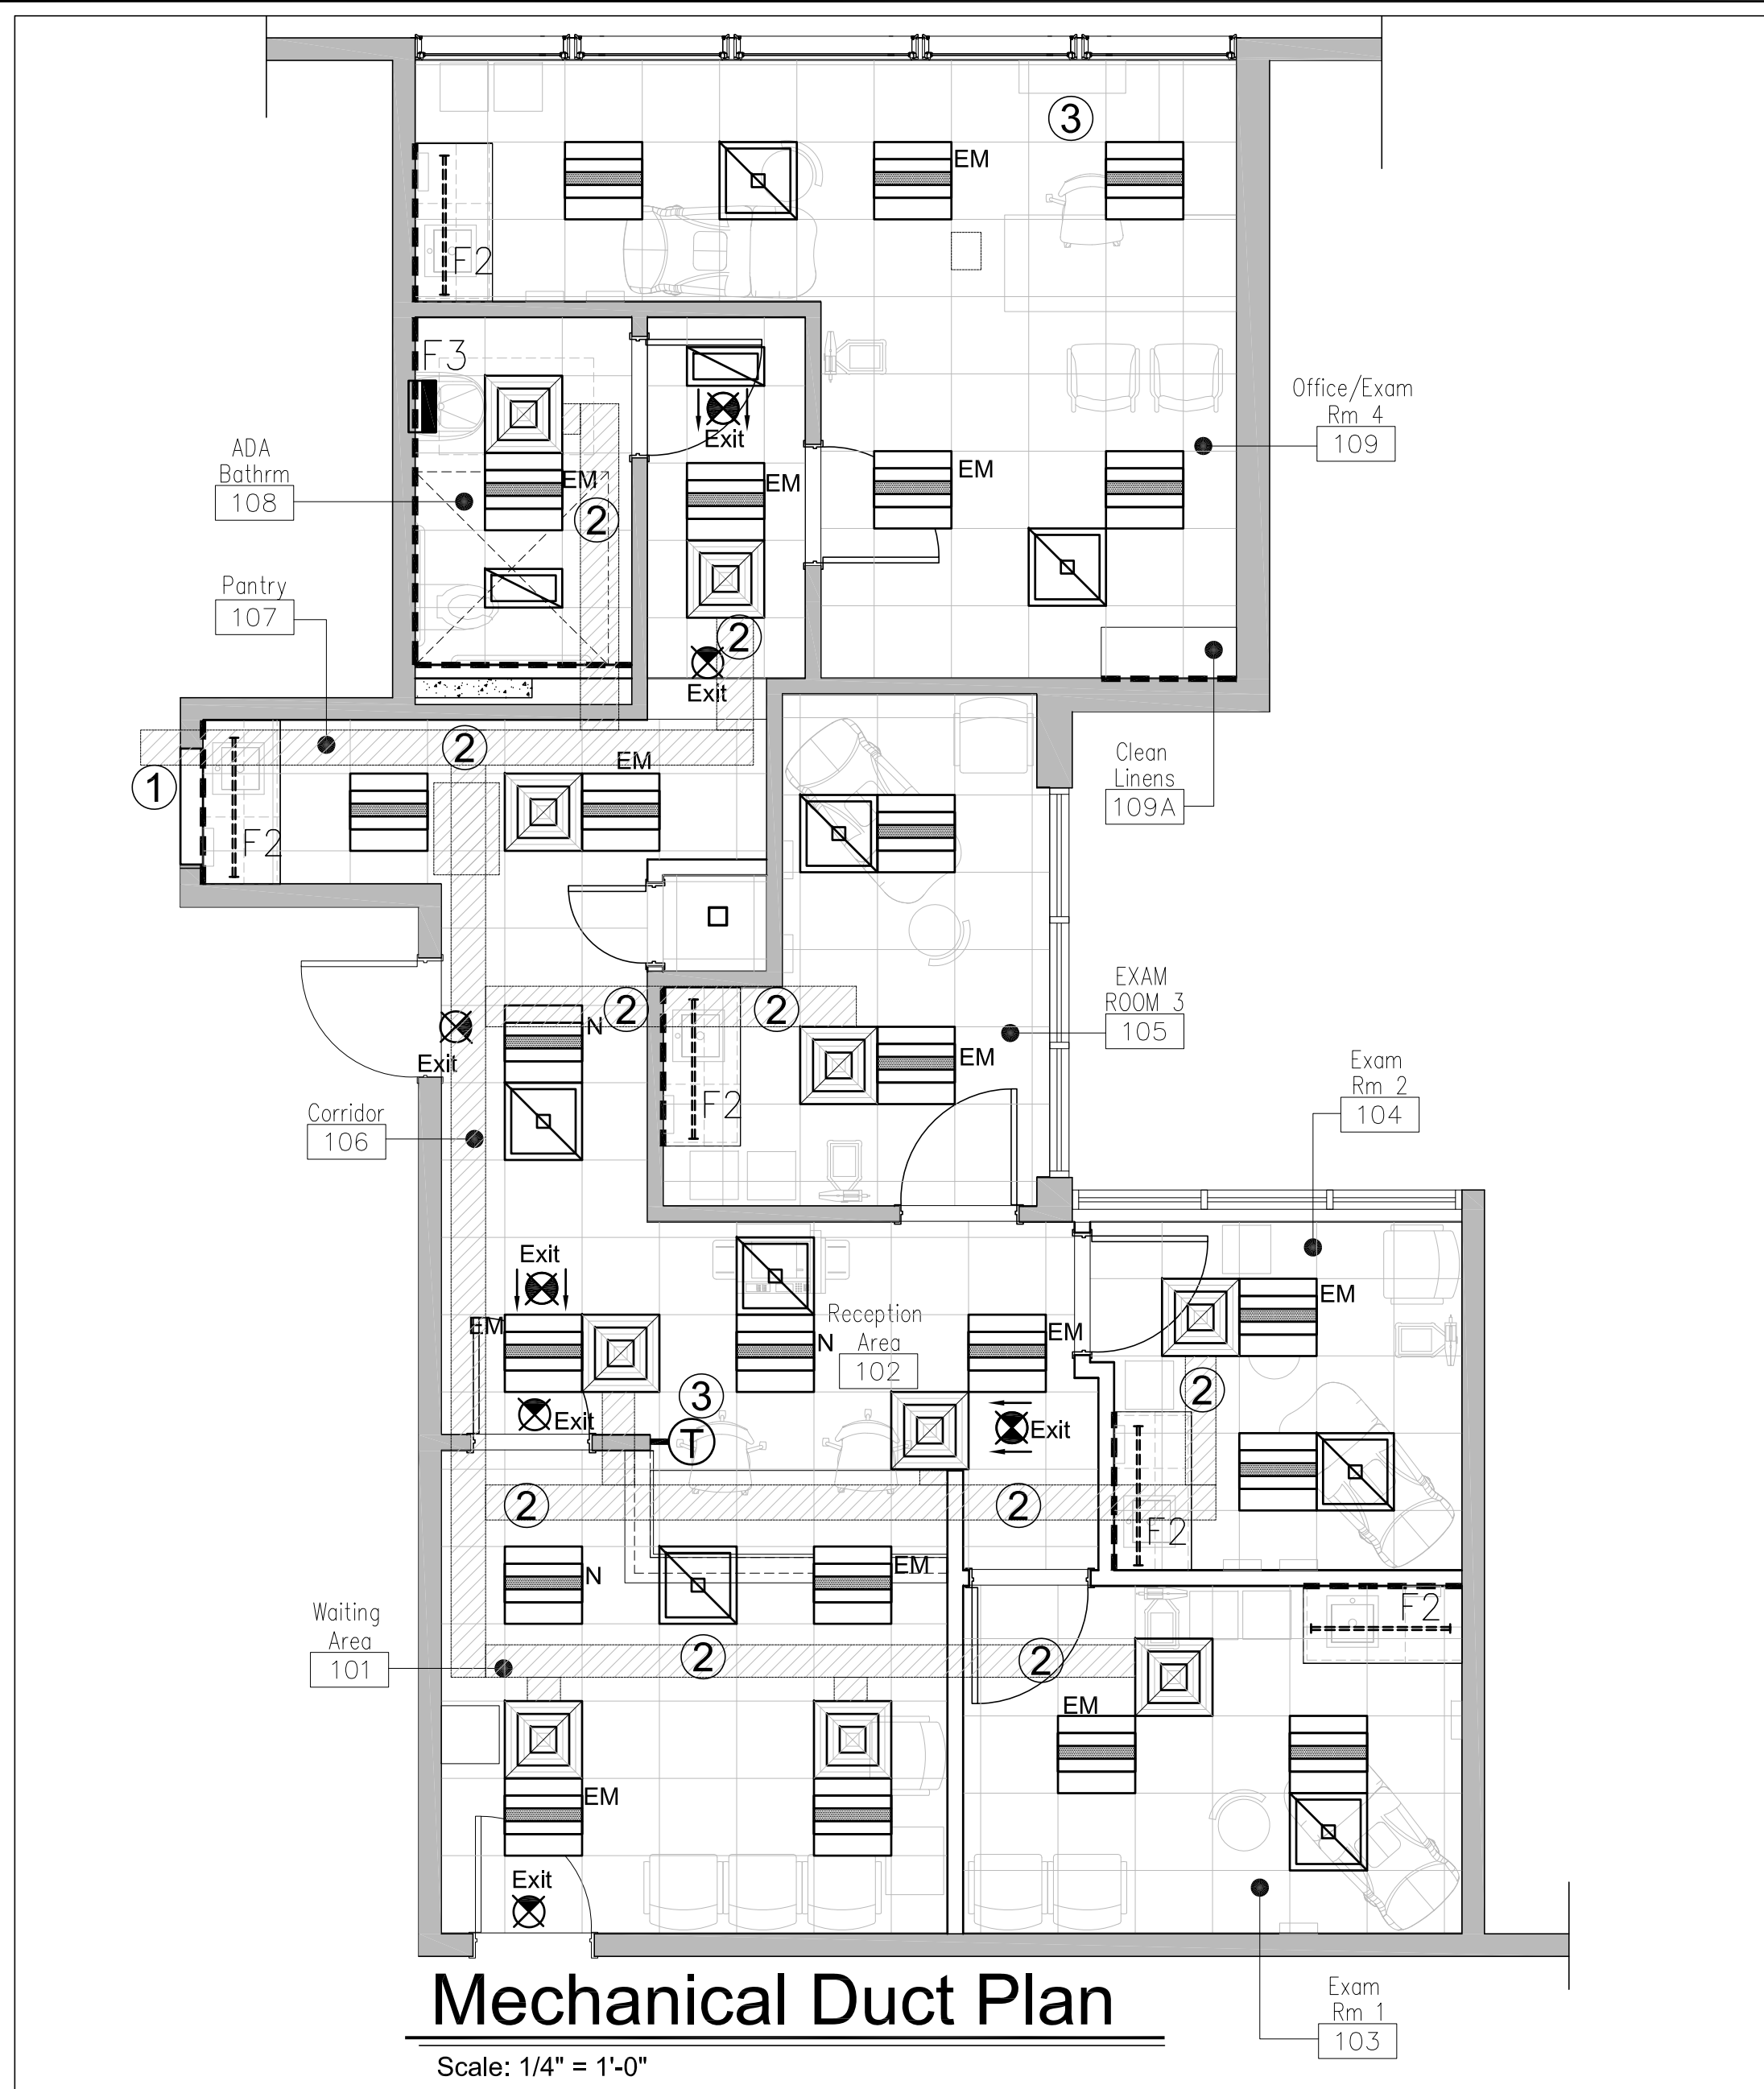 3
EM
F2
F3
Exit
Office/Exam
Rm 4
109
ADA
Bathrm
108
EM
EM
EM
2
Pantry
107
2
Exit
2
EM
1
F2
Clean
Linens
109A
EXAM
ROOM 3
105
2
2
N
Exit
EM
F2
Corridor
106
Exam
Rm 2
104
Exit
EM
Reception
Area
102
N
EM
EM
3
2
T
Exit
Exit
2
2
F2
N
EM
F2
Waiting
Area
101
2
2
EM
EM
Exit
Exam
Rm 1
103
Mechanical Duct Plan
Scale: 1/4" = 1'-0"